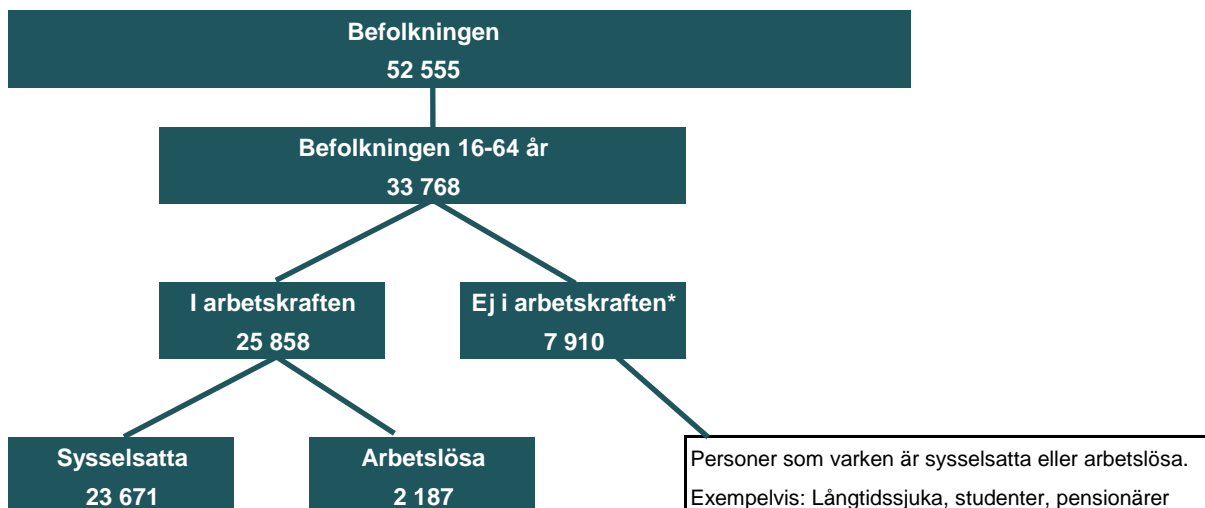 Befolkningen
52 555
Befolkningen 16-64 år
33 768
I arbetskraften
25 858
Ej i arbetskraften*
7 910
Sysselsatta
23 671
Arbetslösa
2 187
Personer som varken är sysselsatta eller arbetslösa.
Exempelvis: Långtidssjuka, studenter, pensionärer